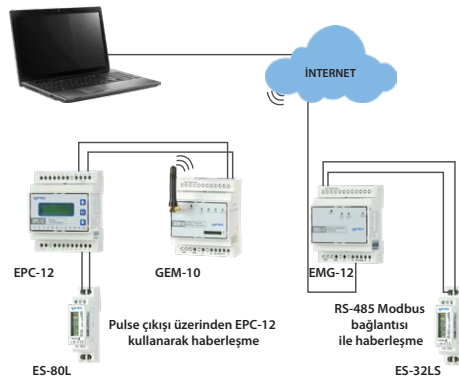 İNTERNET
EPC-12
GEM-10
EMG-12
Pulse çıkışı üzerinden EPC-12
kullanarak haberleşme
RS-485 Modbus
bağlantısı
ile haberleşme
ES-80L
ES-32LS